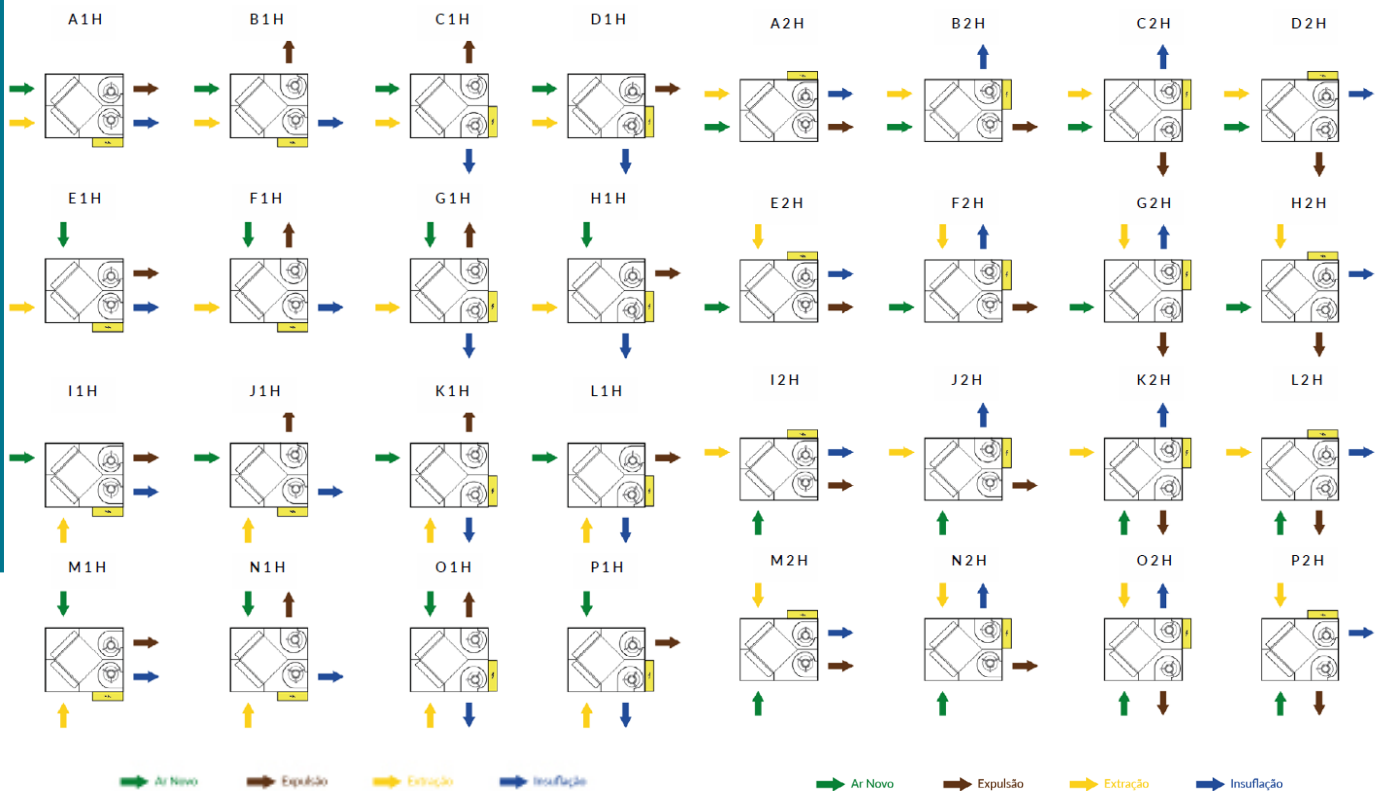 A1H B1H C1H D1H
E1H F1H G1H H1H
I1H J1H K1H L1H
M1H N1H O1H P1H
Ar Novo Expulsão Extração Insuflação
A2H B2H C2H D2H
E2H F2H G2H H2H
I2H J2H K2H L2H
M2H N2H O2H P2H
Ar Novo Expulsão Extração Insuflação